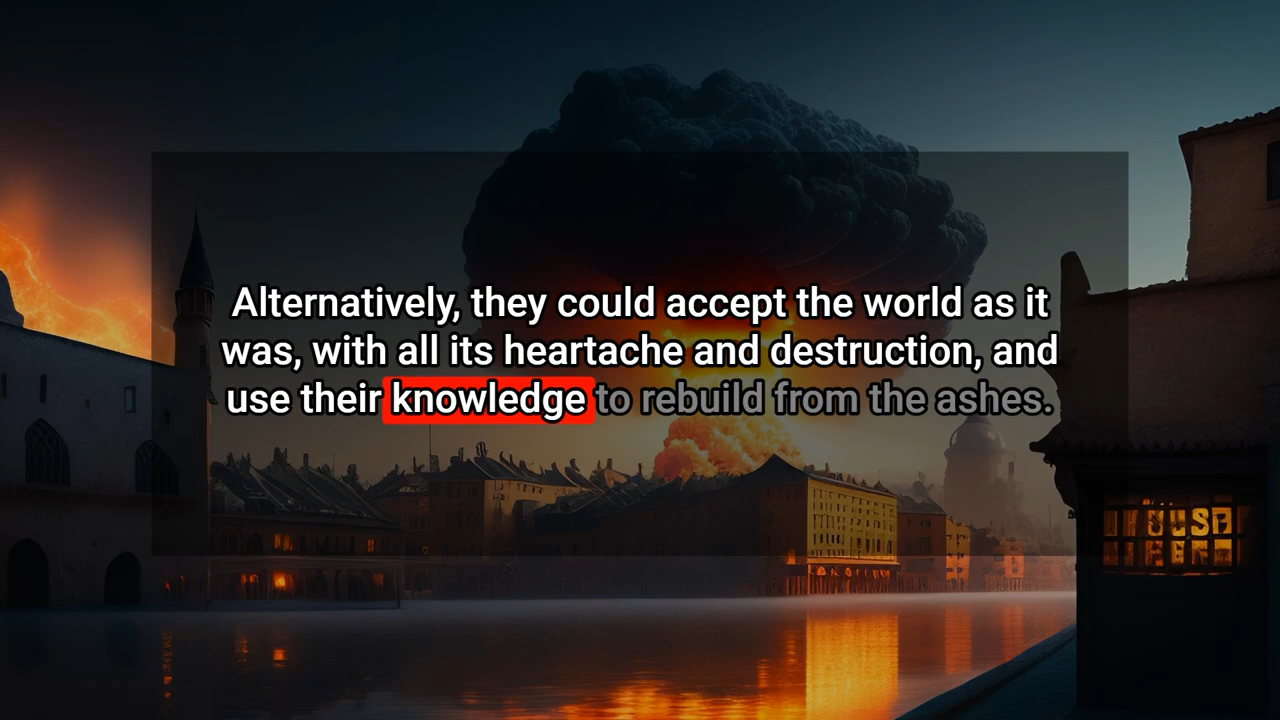 Alternatively, they could accept the world as it
was, with all its heartache and destruction, and
use their knowledge to rebuild from the ashes.